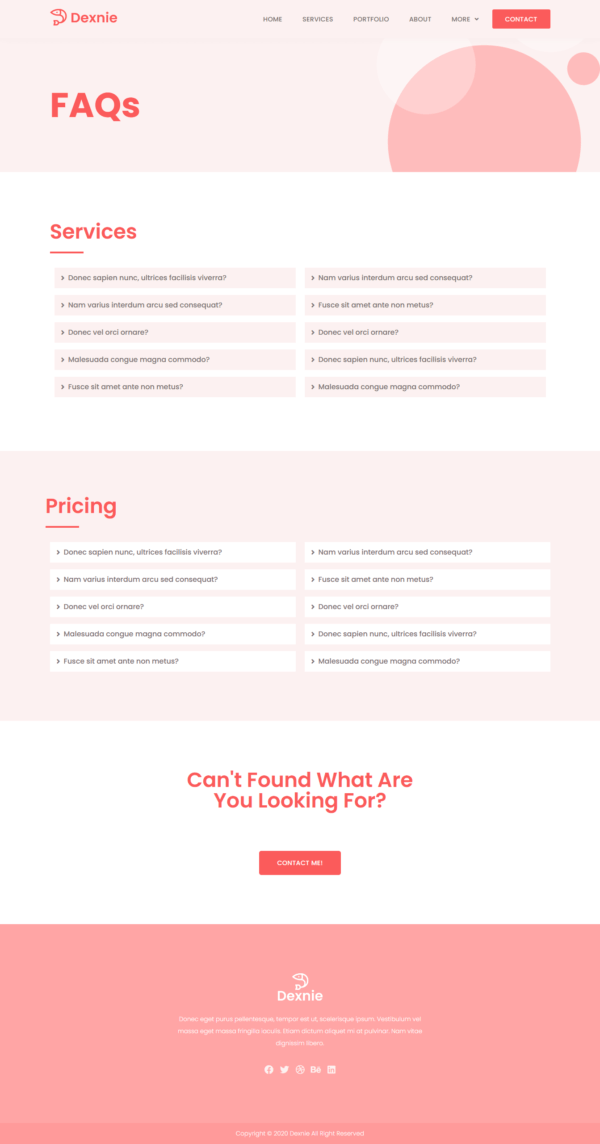 Dexnie
HOME SERVICES PORTFOLIO ABOUT MORE CONTACT
FAQs
Services
Donec sapien nunc, ultrices facilisis viverra?
Nam varius interdum arcu sed consequat?
Nam varius interdum arcu sed consequat?
Fusce sit amet ante non metus?
Donec vel orci ornare?
Donec vel orci ornare?
Malesuada congue magna commodo?
Donec sapien nunc, ultrices facilisis viverra?
Fusce sit amet ante non metus?
Malesuada congue magna commodo?
Pricing
Donec sapien nunc, ultrices facilisis viverra?
Nam varius interdum arcu sed consequat?
Nam varius interdum arcu sed consequat?
Fusce sit amet ante non metus?
Donec vel orci ornare?
Donec vel orci ornare?
Malesuada congue magna commodo?
Donec sapien nunc, ultrices facilisis viverra?
Fusce sit amet ante non metus?
Malesuada congue magna commodo?
Can't Found What Are
You Looking For?
CONTACT ME!
Dexnie
Donec eget purus pellentesque, tempor est ut, scelerisque ipsum. Vestibulum vel
massa eget massa fringilla iaculis. Etiam dictum aliquet mi at pulvinar. Nam vitae
dignissim libero.
Bē
in
Copyright © 2020 Dexnie All Right Reserved